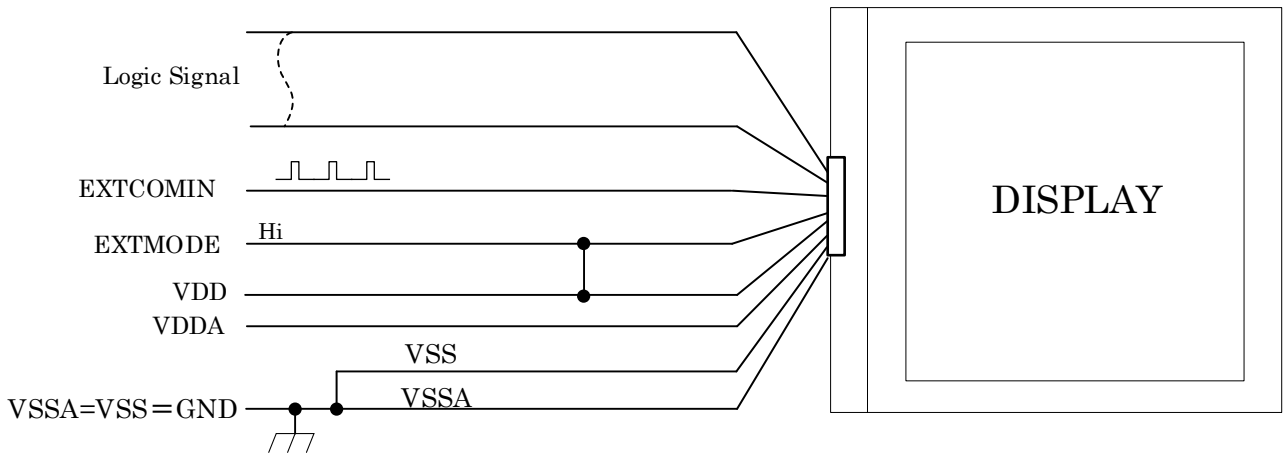 Logic Signal
EXTCOMIN
EXTMODE
Hi
VDD
VDDA
VSS
VSSA=VSS＝GND
VSSA
DISPLAY